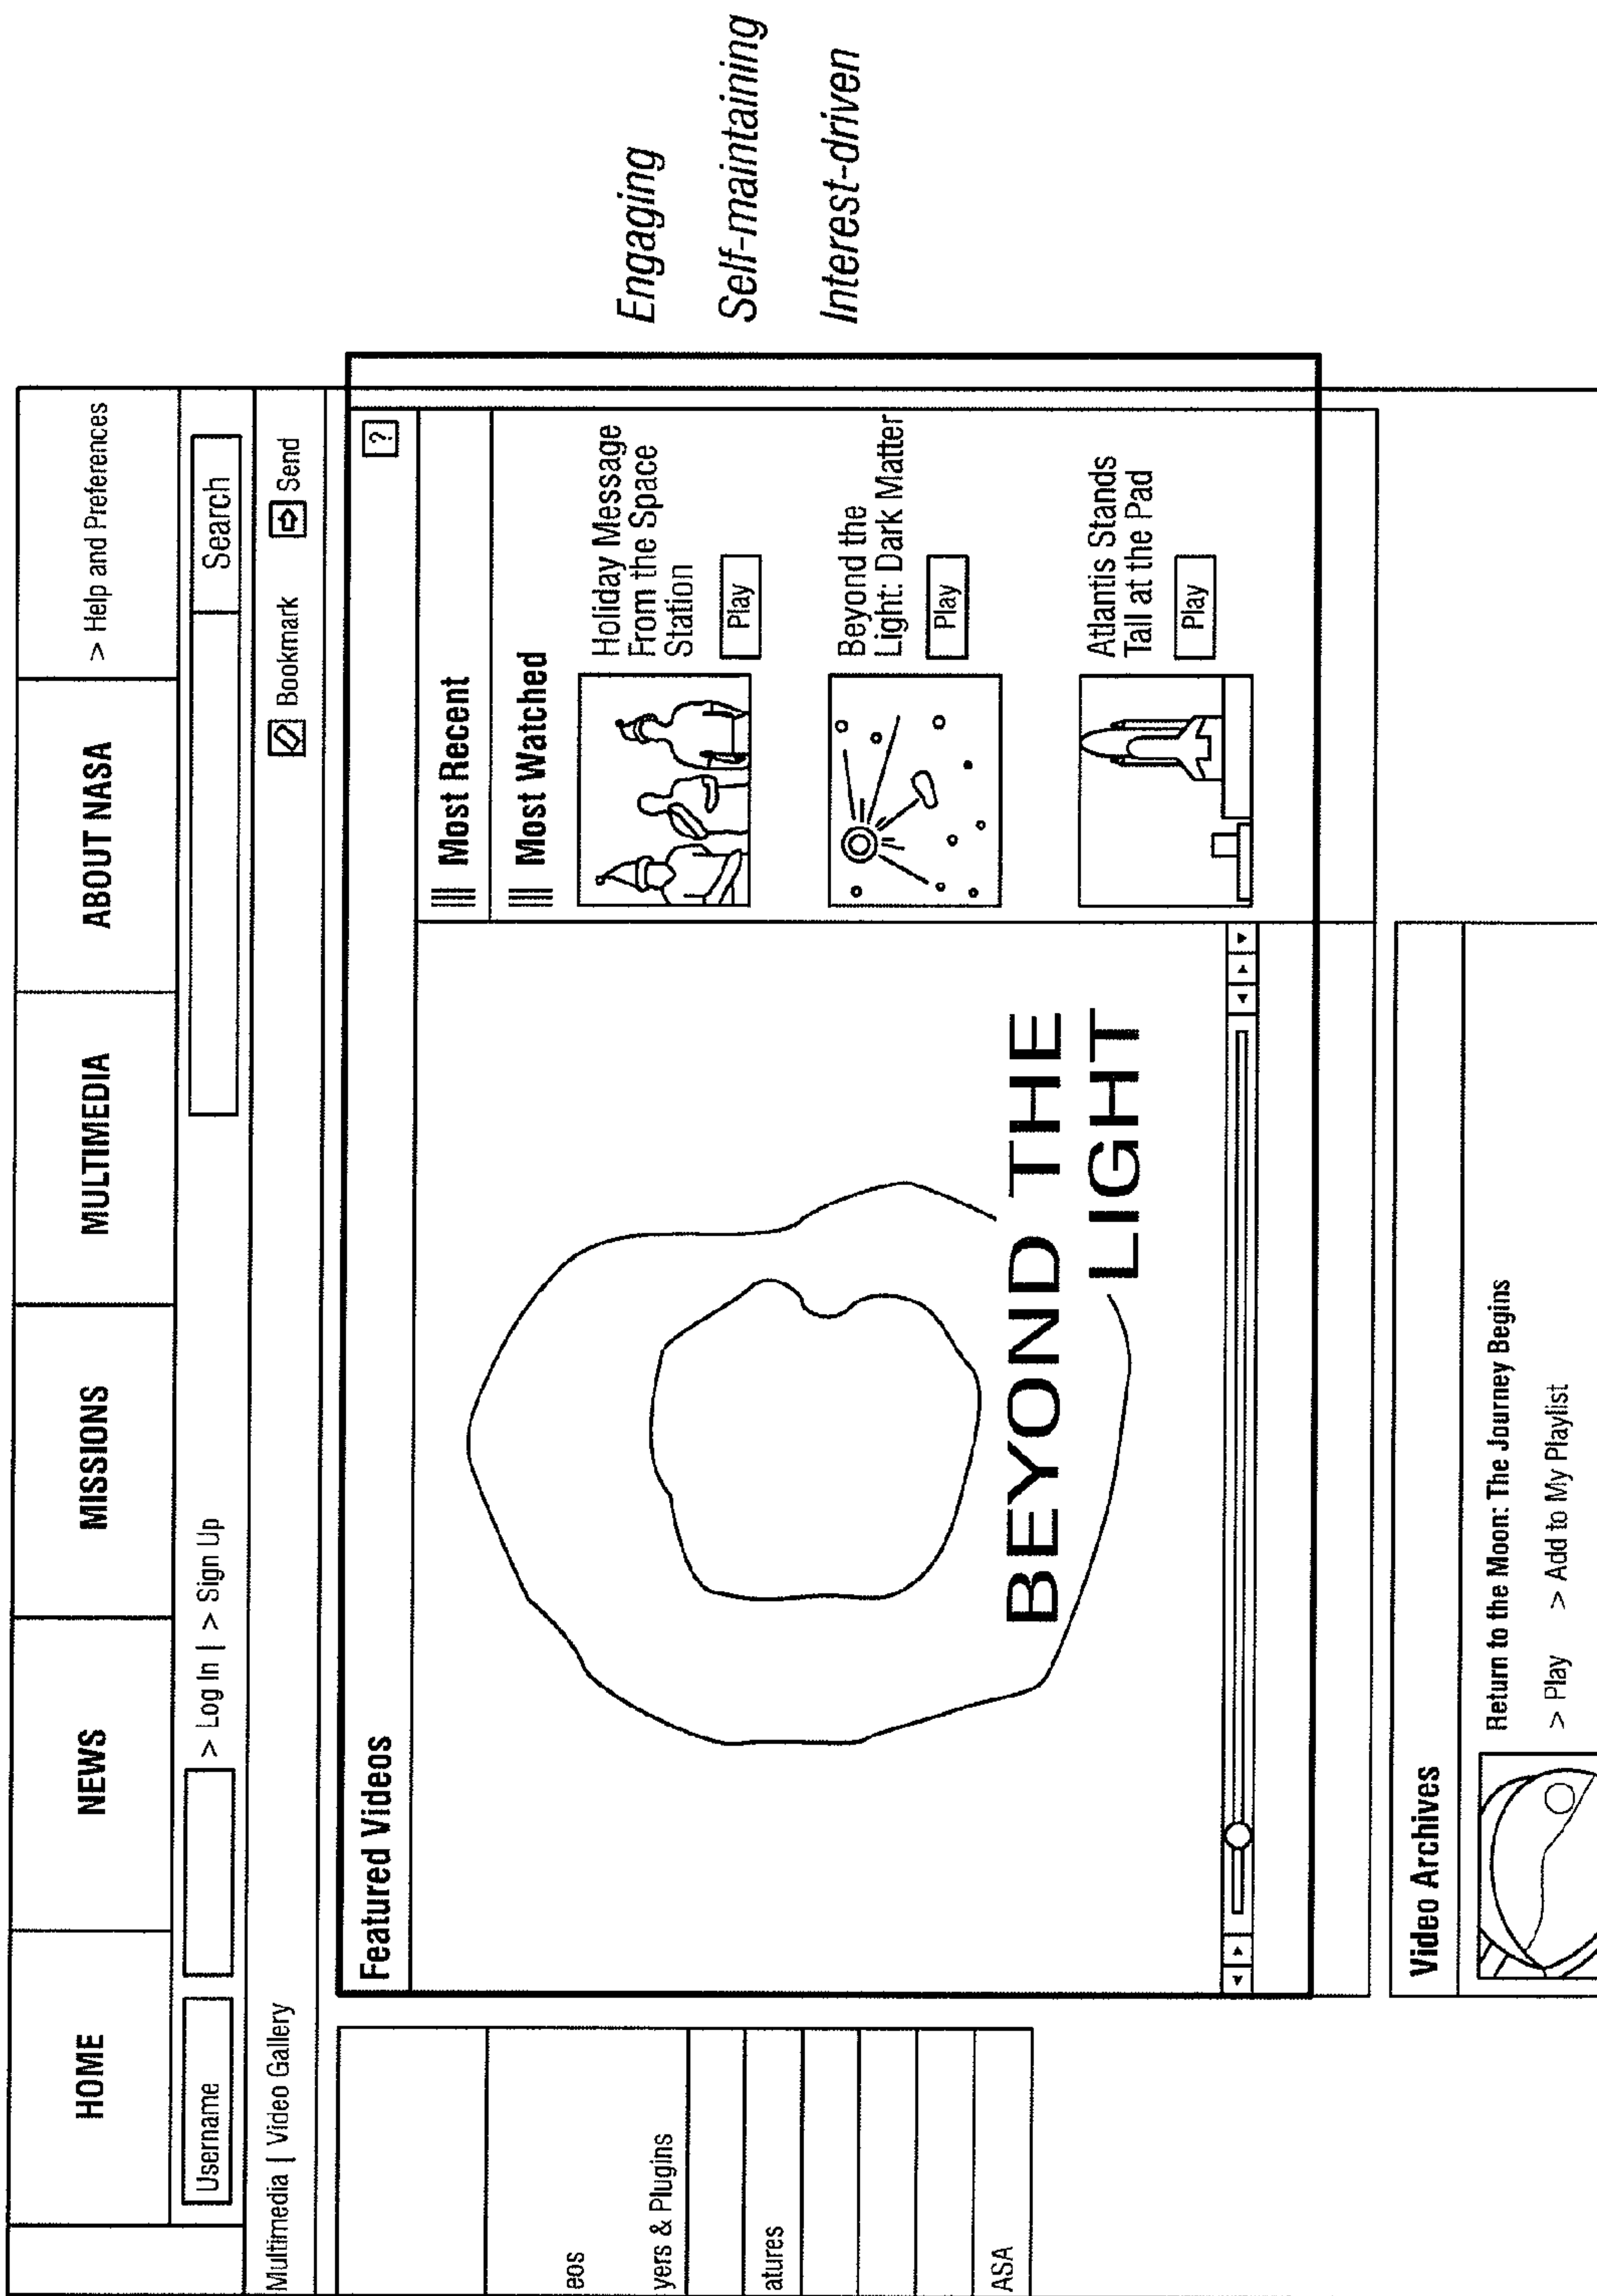 HOME
NEWS
MISSIONS
MULTIMEDIA
ABOUT NASA
> Help and Preferences
Username
> Log In | > Sign Up
Search
Multimedia | Video Gallery
Bookmark
Send
eos
yers & Plugins
atures
ASA
Featured Videos
?
BEYOND THE
LIGHT
Most Recent
Most Watched
Holiday Message
From the Space
Station
Play
Beyond the
Light: Dark Matter
Play
Atlantis Stands
Tall at the Pad
Play
Video Archives
Return to the Moon: The Journey Begins
> Play > Add to My Playlist
Engaging
Self-maintaining
Interest-driven